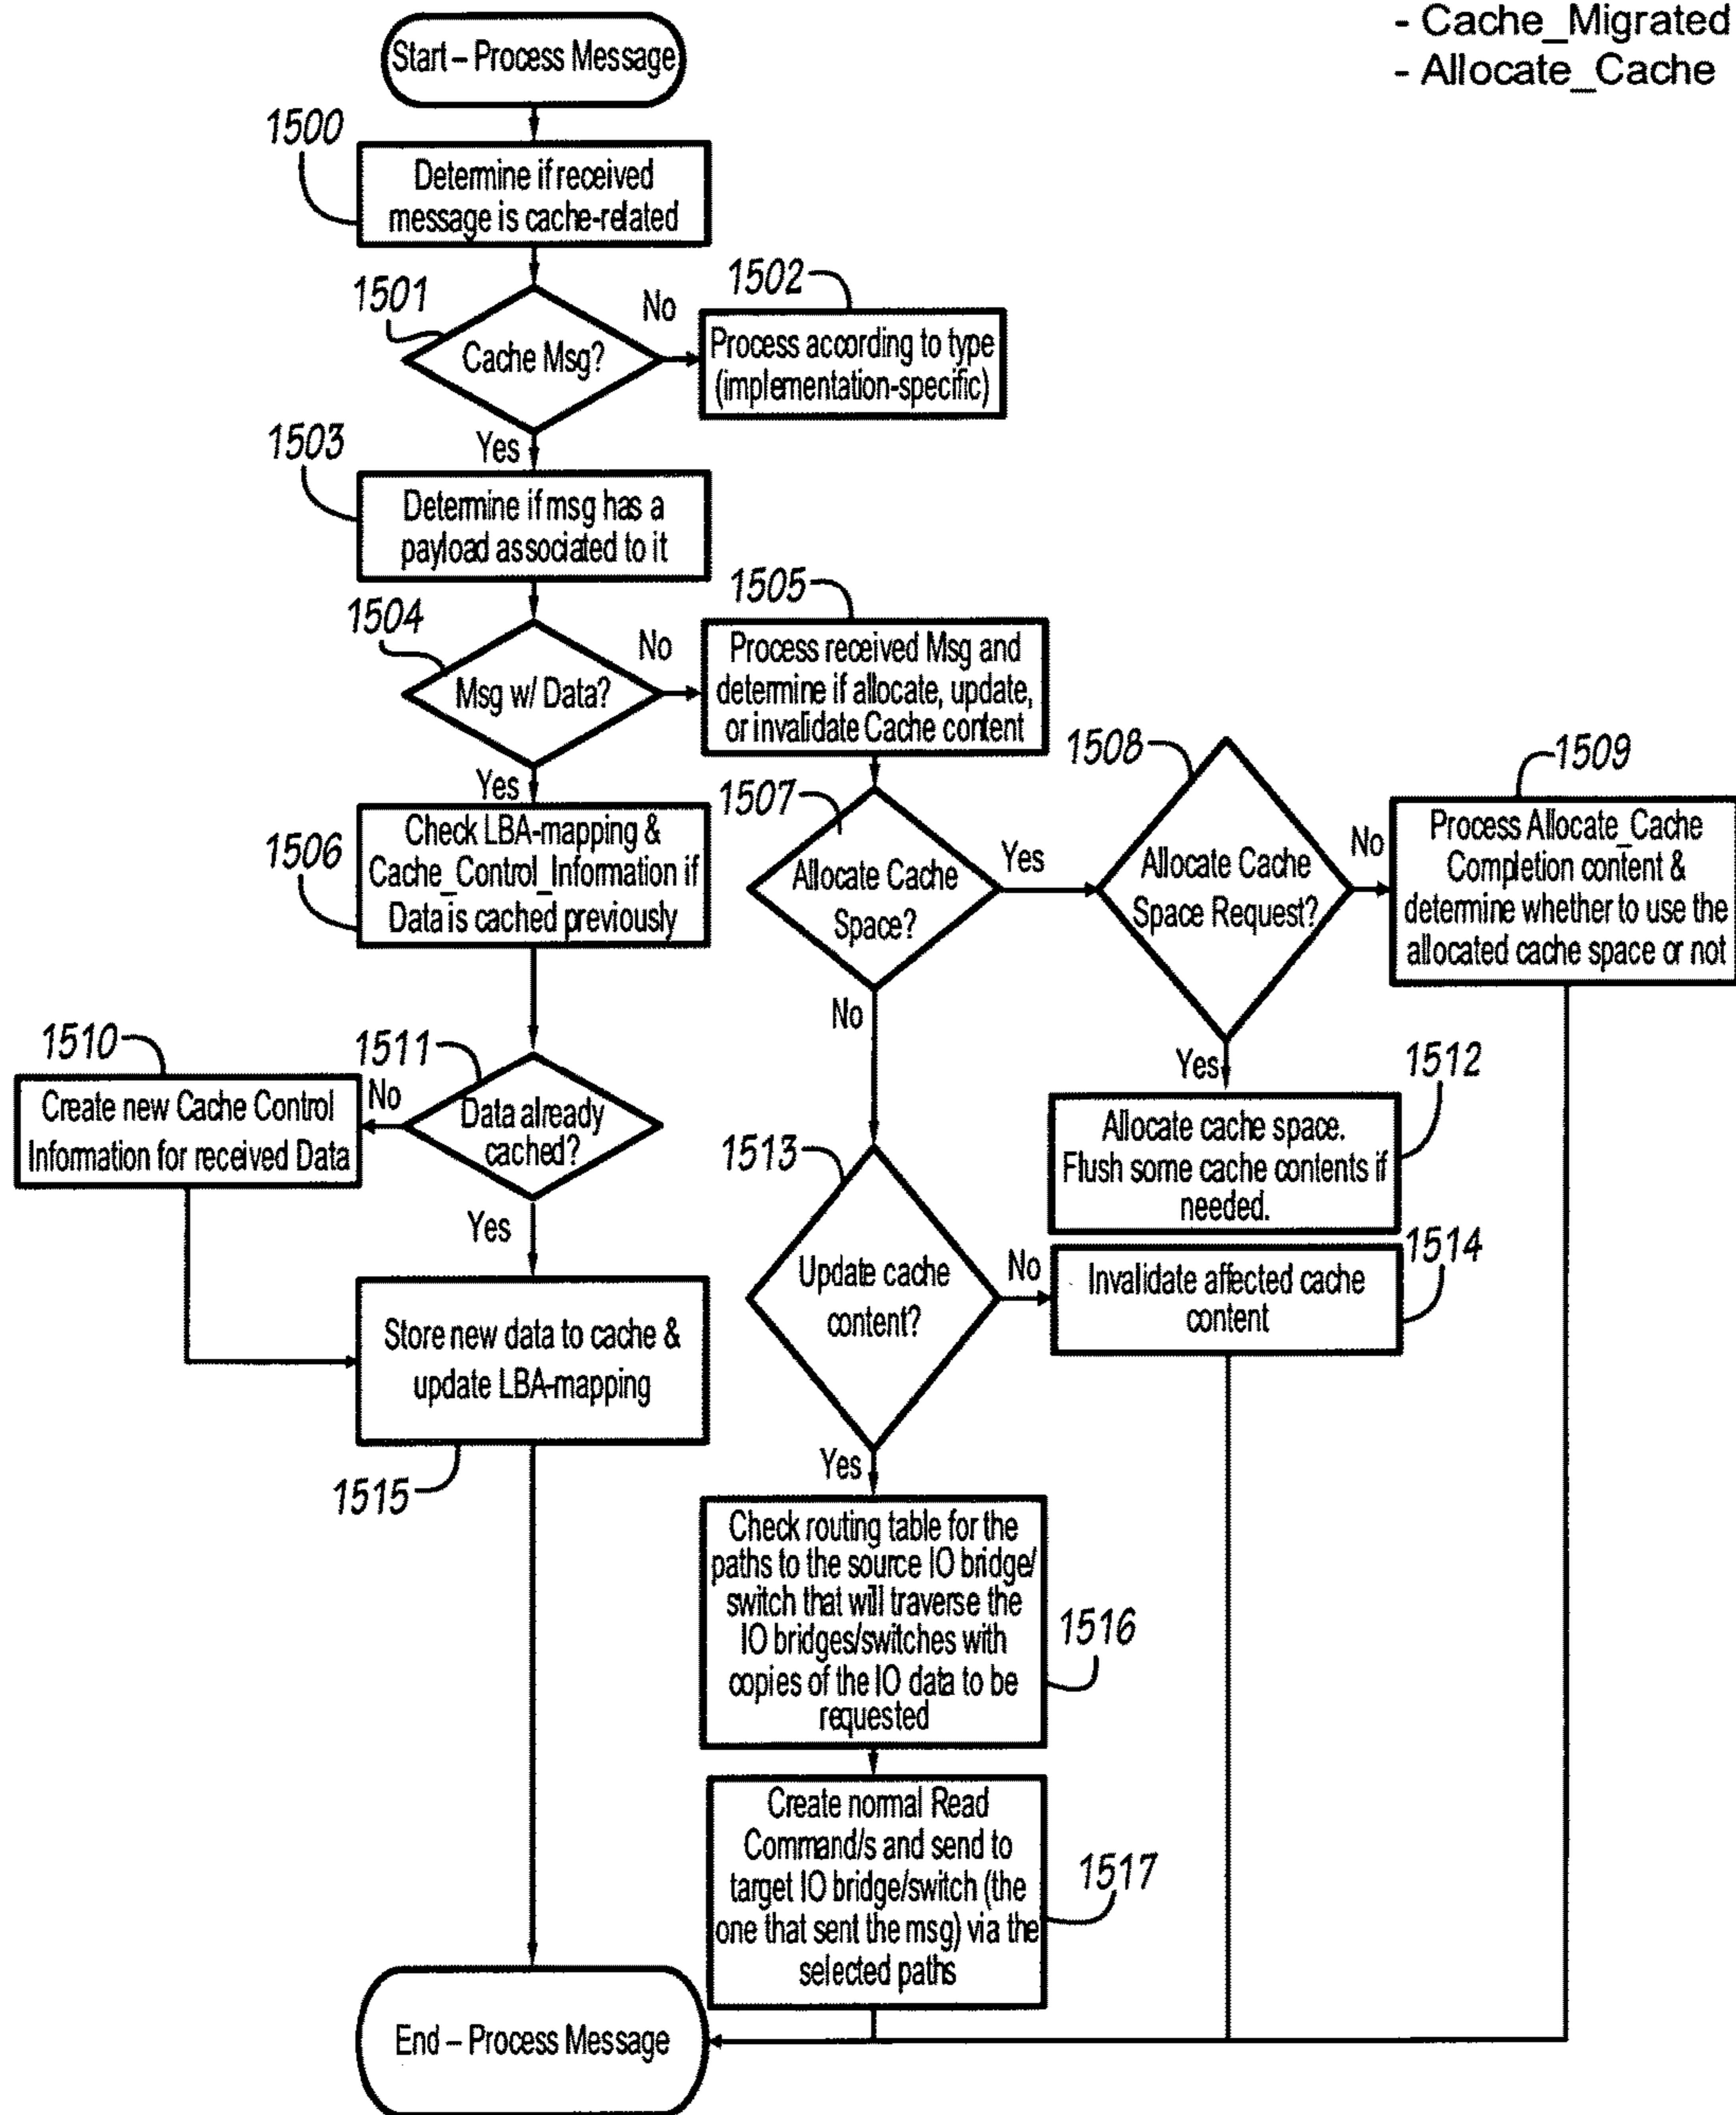 - Cache_Migrated
- Allocate_Cache
Start – Process Message
1500
Determine if received
message is cache-related
1501
Cache Msg?
No
1502
Process according to type
(implementation-specific)
Yes
1503
Determine if msg has a
payload associated to it
1504
Msg w/ Data?
No
1505
Process received Msg and
determine if allocate, update,
or invalidate Cache content
Yes
1506
Check LBA-mapping &
Cache_Control_Information if
Data is cached previously
1507
Allocate Cache
Space?
Yes
1508
Allocate Cache
Space Request?
No
1509
Process Allocate_Cache
Completion content &
determine whether to use the
allocated cache space or not
No
Yes
1510
Create new Cache Control
Information for received Data
No
1511
Data already
cached?
Yes
1512
Allocate cache space.
Flush some cache contents if
needed.
1513
Update cache
content?
No
1514
Invalidate affected cache
content
Store new data to cache &
update LBA-mapping
1515
Yes
Check routing table for the
paths to the source IO bridge/
switch that will traverse the
IO bridges/switches with
copies of the IO data to be
requested
1516
Create normal Read
Command/s and send to
target IO bridge/switch (the
one that sent the msg) via the
selected paths
1517
End – Process Message